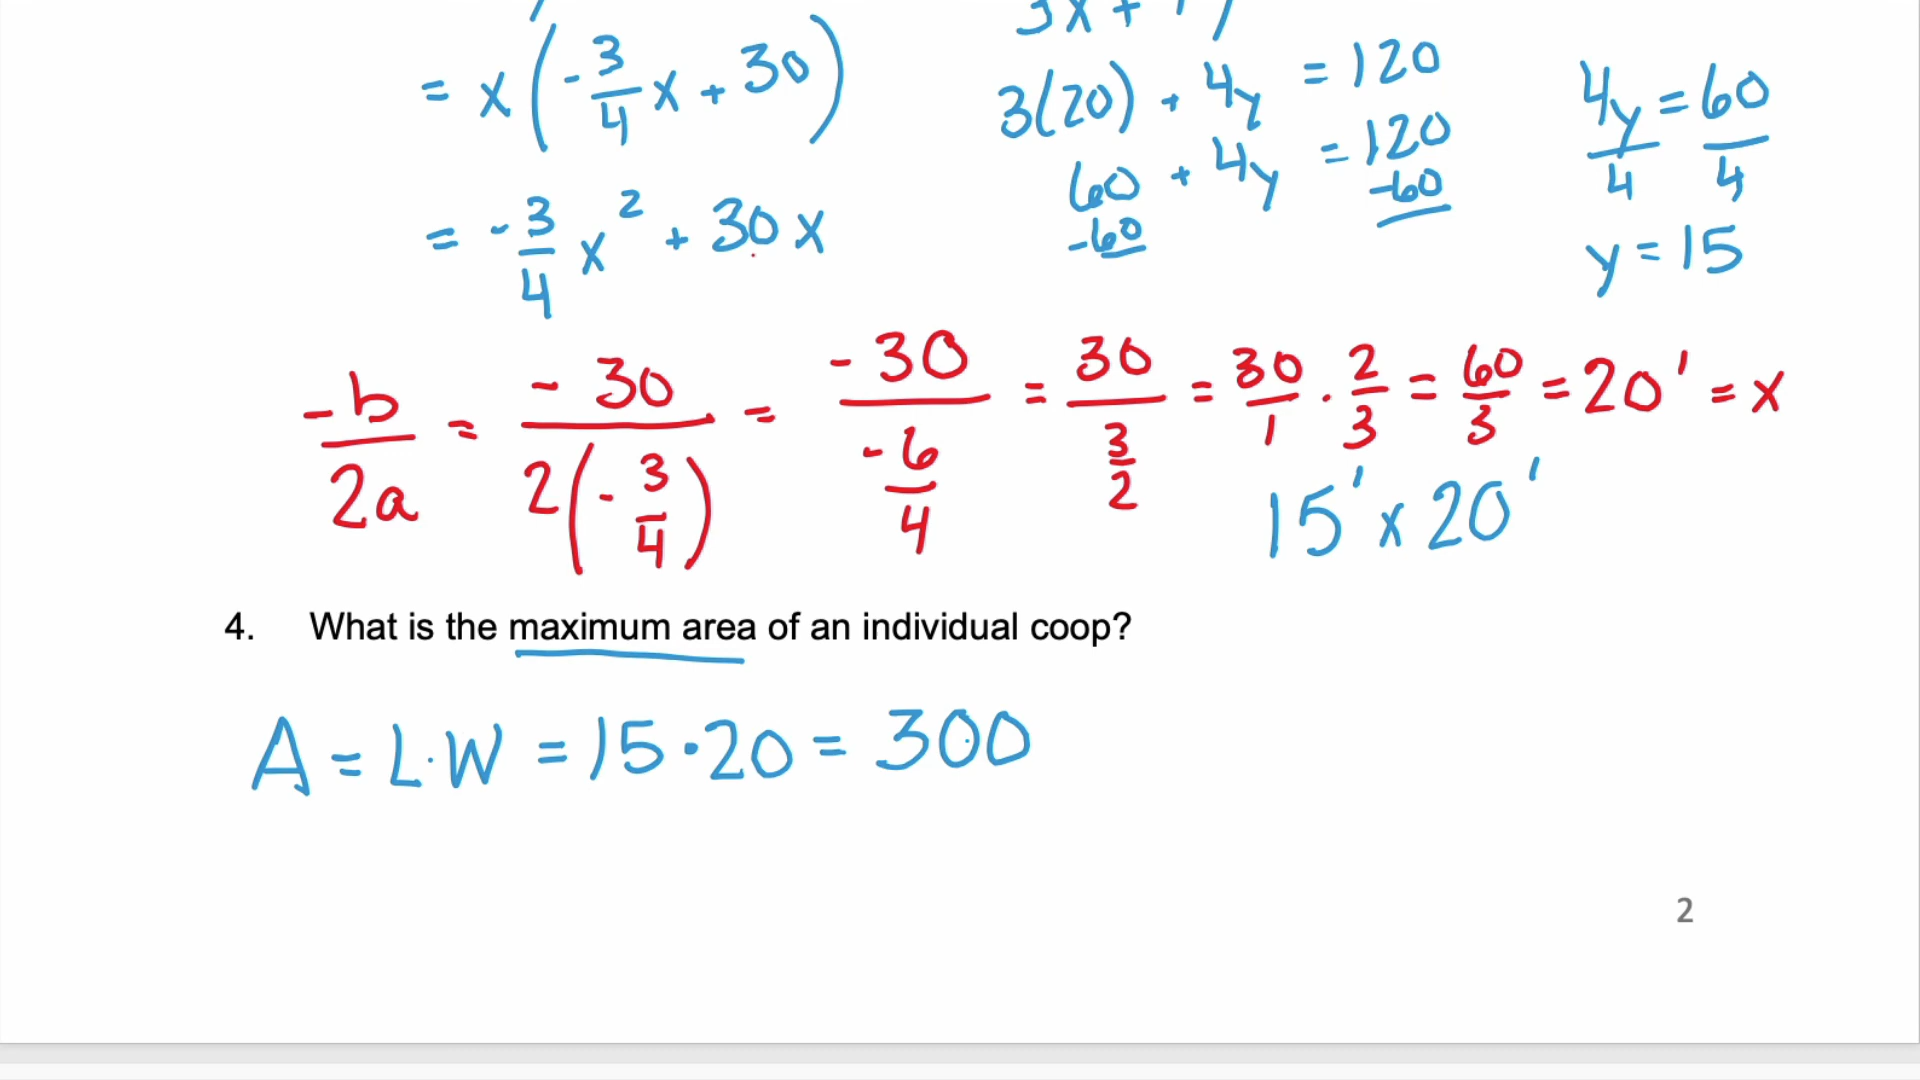 = x(-3/4 x + 30)
= -3/4 x² + 30x
3x +
3(20) + 4y = 120
60 + 4y = 120
-60 -60
4y = 60
4 4
y = 15
-b/2a = -30/2(-3/4) = -30/(-6/4) = 30/(3/2) = 30/1 · 2/3 = 60/3 = 20' = x
15' x 20'
4. What is the maximum area of an individual coop?
A = L·W = 15·20 = 300
2